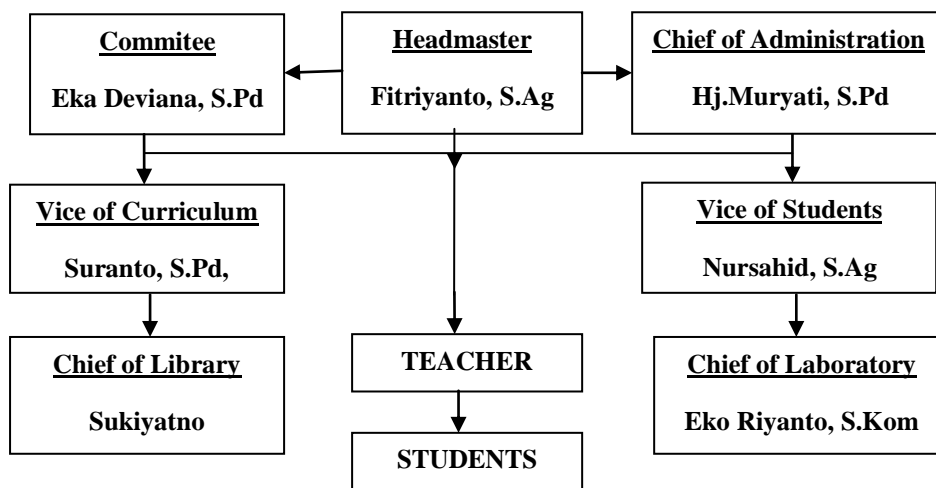 Commitee
Eka Deviana, S.Pd
Headmaster
Fitriyanto, S.Ag
Chief of Administration
Hj.Muryati, S.Pd
Vice of Curriculum
Suranto, S.Pd,
Vice of Students
Nursahid, S.Ag
Chief of Library
Sukiyatno
TEACHER
Chief of Laboratory
Eko Riyanto, S.Kom
STUDENTS